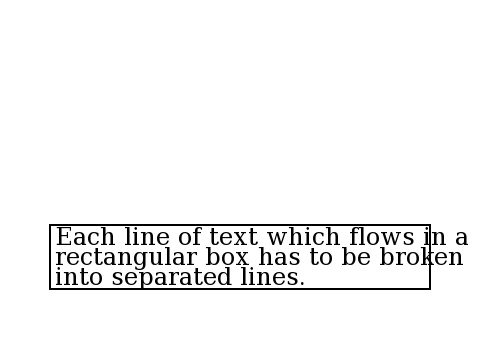 Each line of text which flows in a
rectangular box has to be broken
into separated lines.